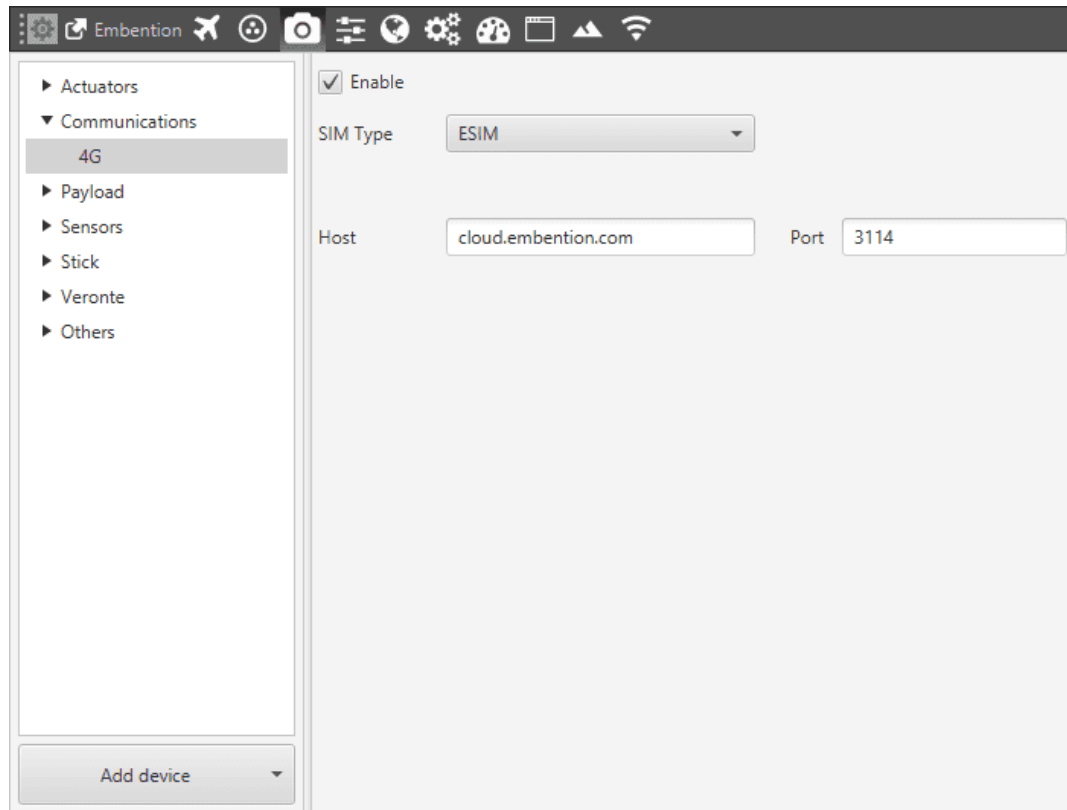 Embention
Actuators
Communications
4G
Payload
Sensors
Stick
Veronte
Others
Add device
Enable
SIM Type ESIM
Host cloud.embention.com Port 3114